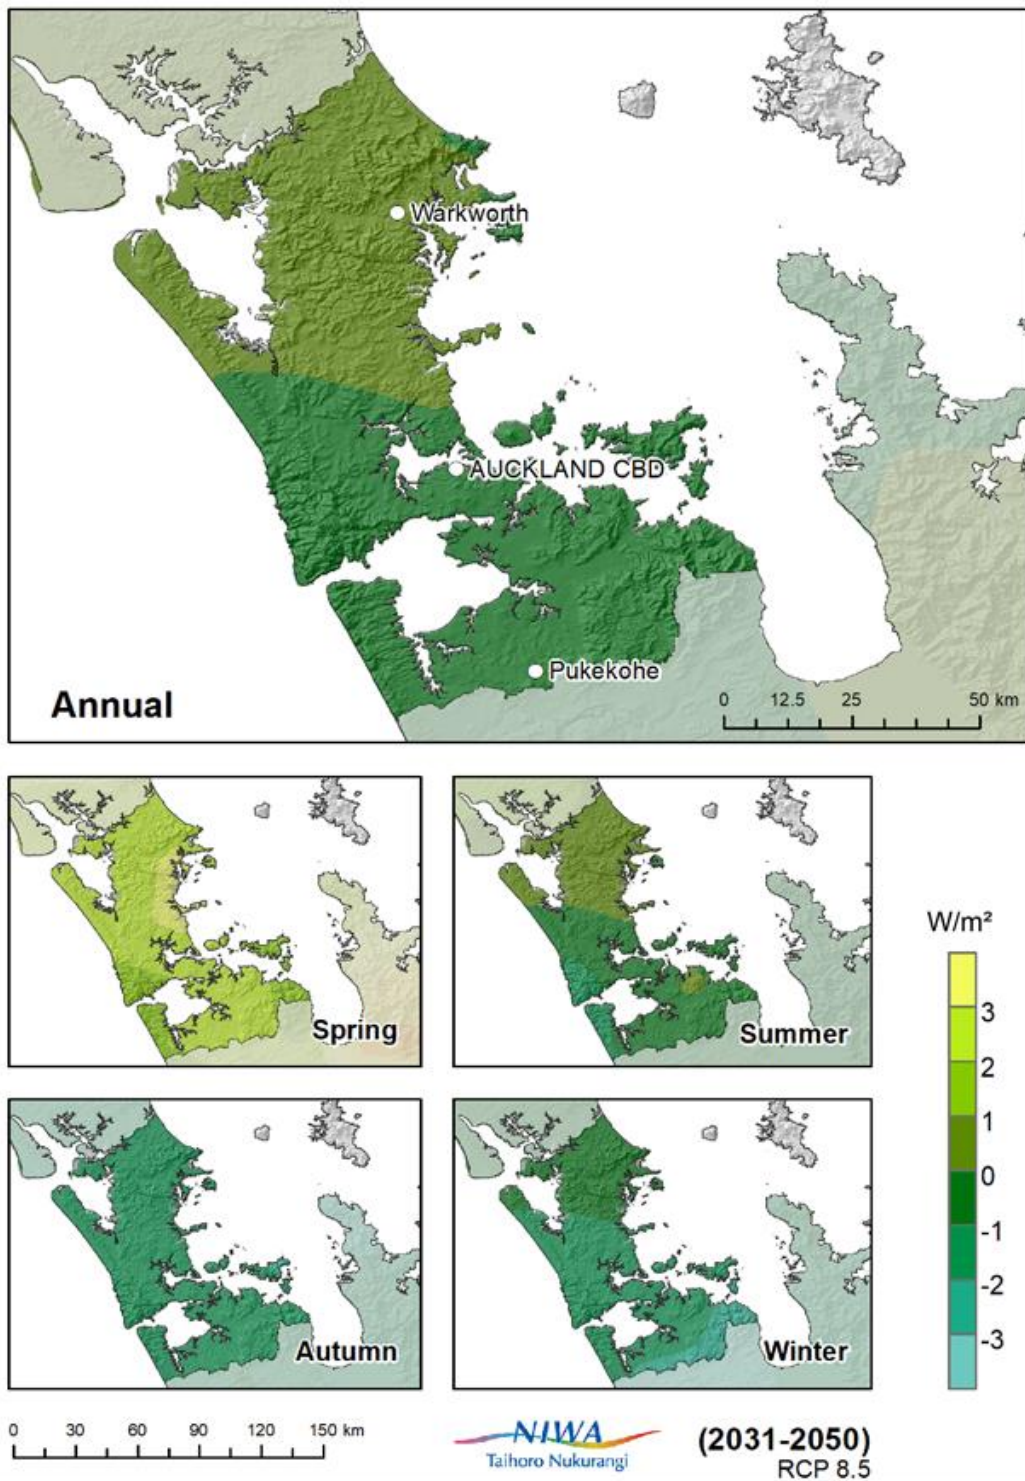 Warkworth
AUCKLAND CBD
Pukekohe
Annual
0 12.5 25 50 km
Spring
Summer
Autumn
Winter
W/m²
3
2
1
0
-1
-2
-3
0 30 60 90 120 150 km
NIWA
Taihoro Nukurangi
(2031-2050)
RCP 8.5